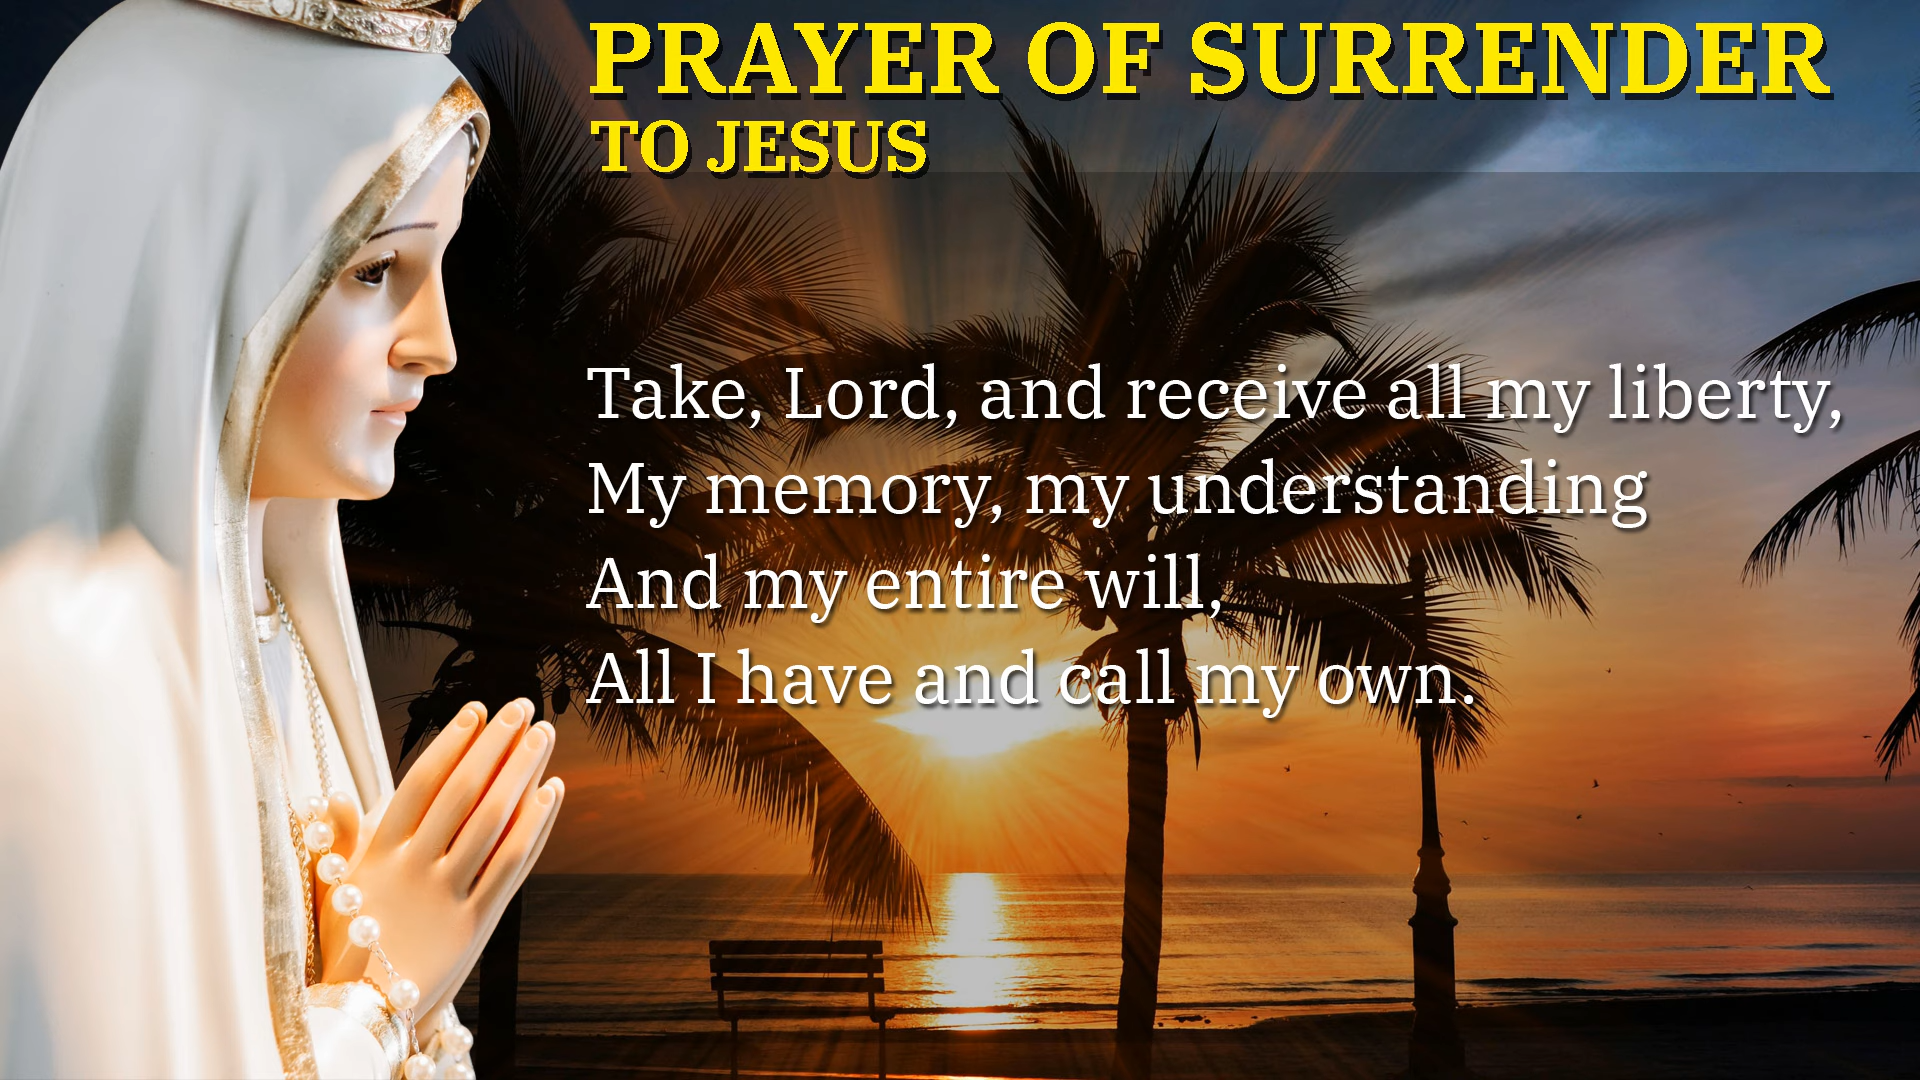 PRAYER OF SURRENDER
TO JESUS
Take, Lord, and receive all my liberty,
My memory, my understanding
And my entire will,
All I have and call my own.